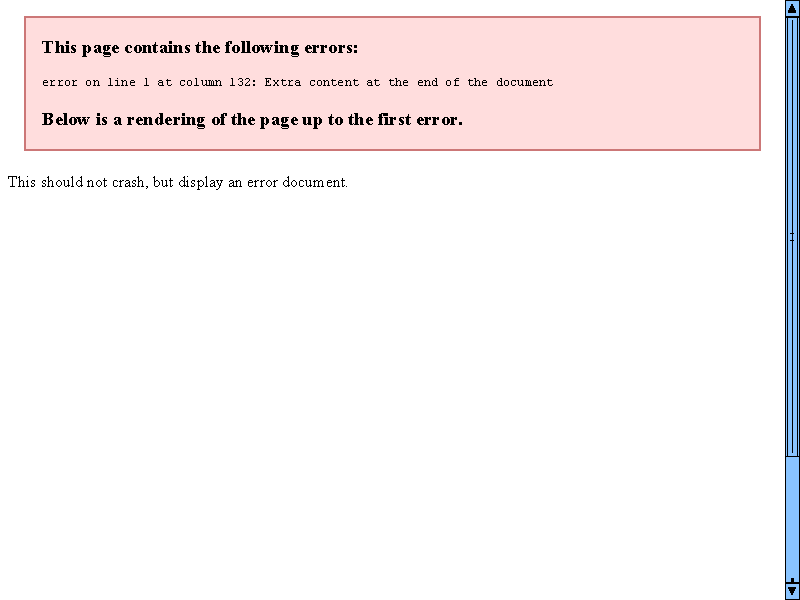 This page contains the following errors:
error on line 1 at column 132: Extra content at the end of the document
Below is a rendering of the page up to the first error.
This should not crash, but display an error document.